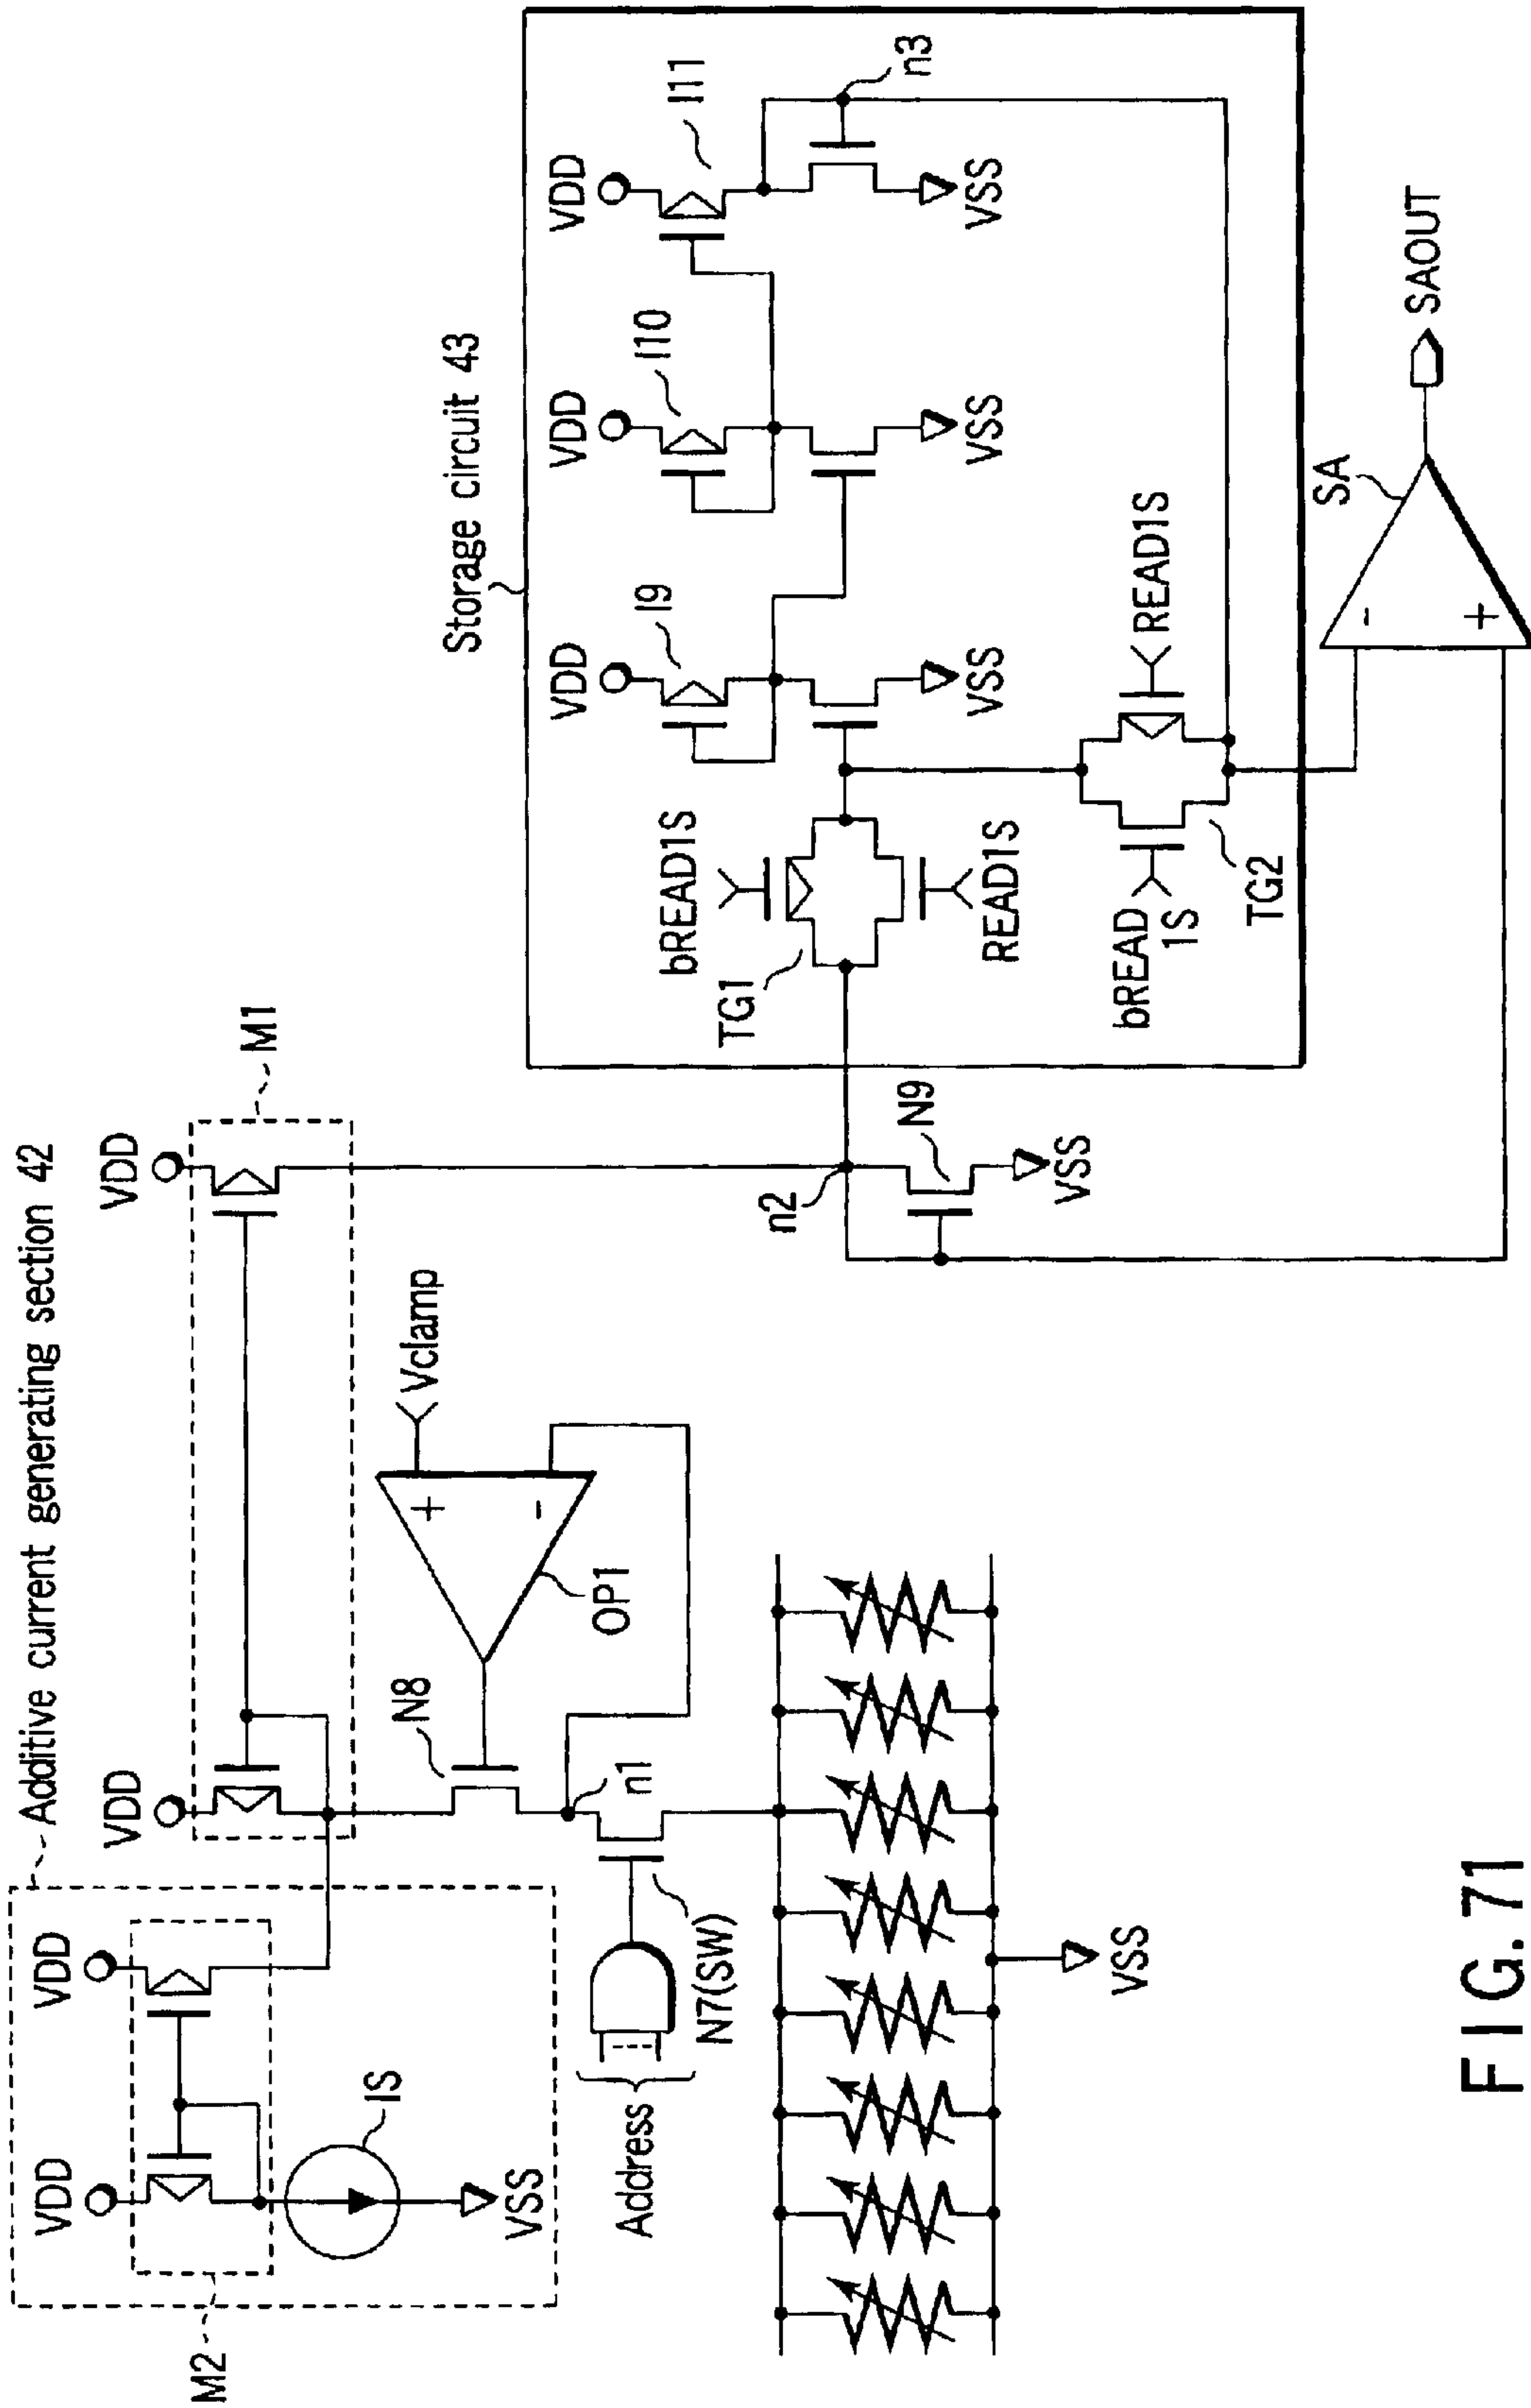 Additive current generating section 42
M1
M2
VDD
VDD
VDD
VDD
IS
VSS
N8
Vclamp
+
-
OP1
n1
Address
N7(SW)
VSS
n2
N9
VSS
Storage circuit 43
VDD
VDD
VDD
I9
I10
I11
n3
VSS
VSS
VSS
bREAD1S
TG1
READ1S
bREAD
1S
READ1S
TG2
SA
-
+
SAOUT
FIG. 71